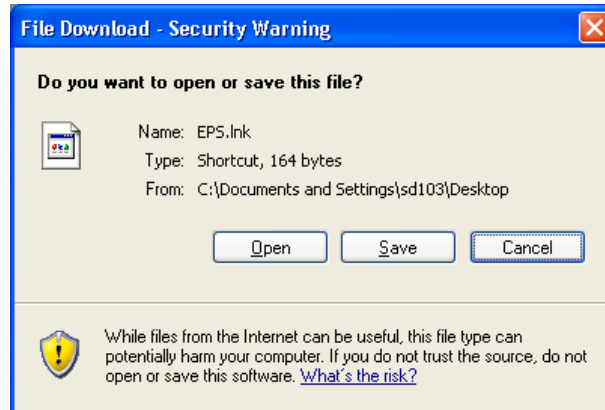 File Download - Security Warning
Do you want to open or save this file?
Name: EPS.lnk
Type: Shortcut, 164 bytes
From: C:\Documents and Settings\sd103\Desktop
Open Save Cancel
While files from the Internet can be useful, this file type can
potentially harm your computer. If you do not trust the source, do not
open or save this software. What's the risk?